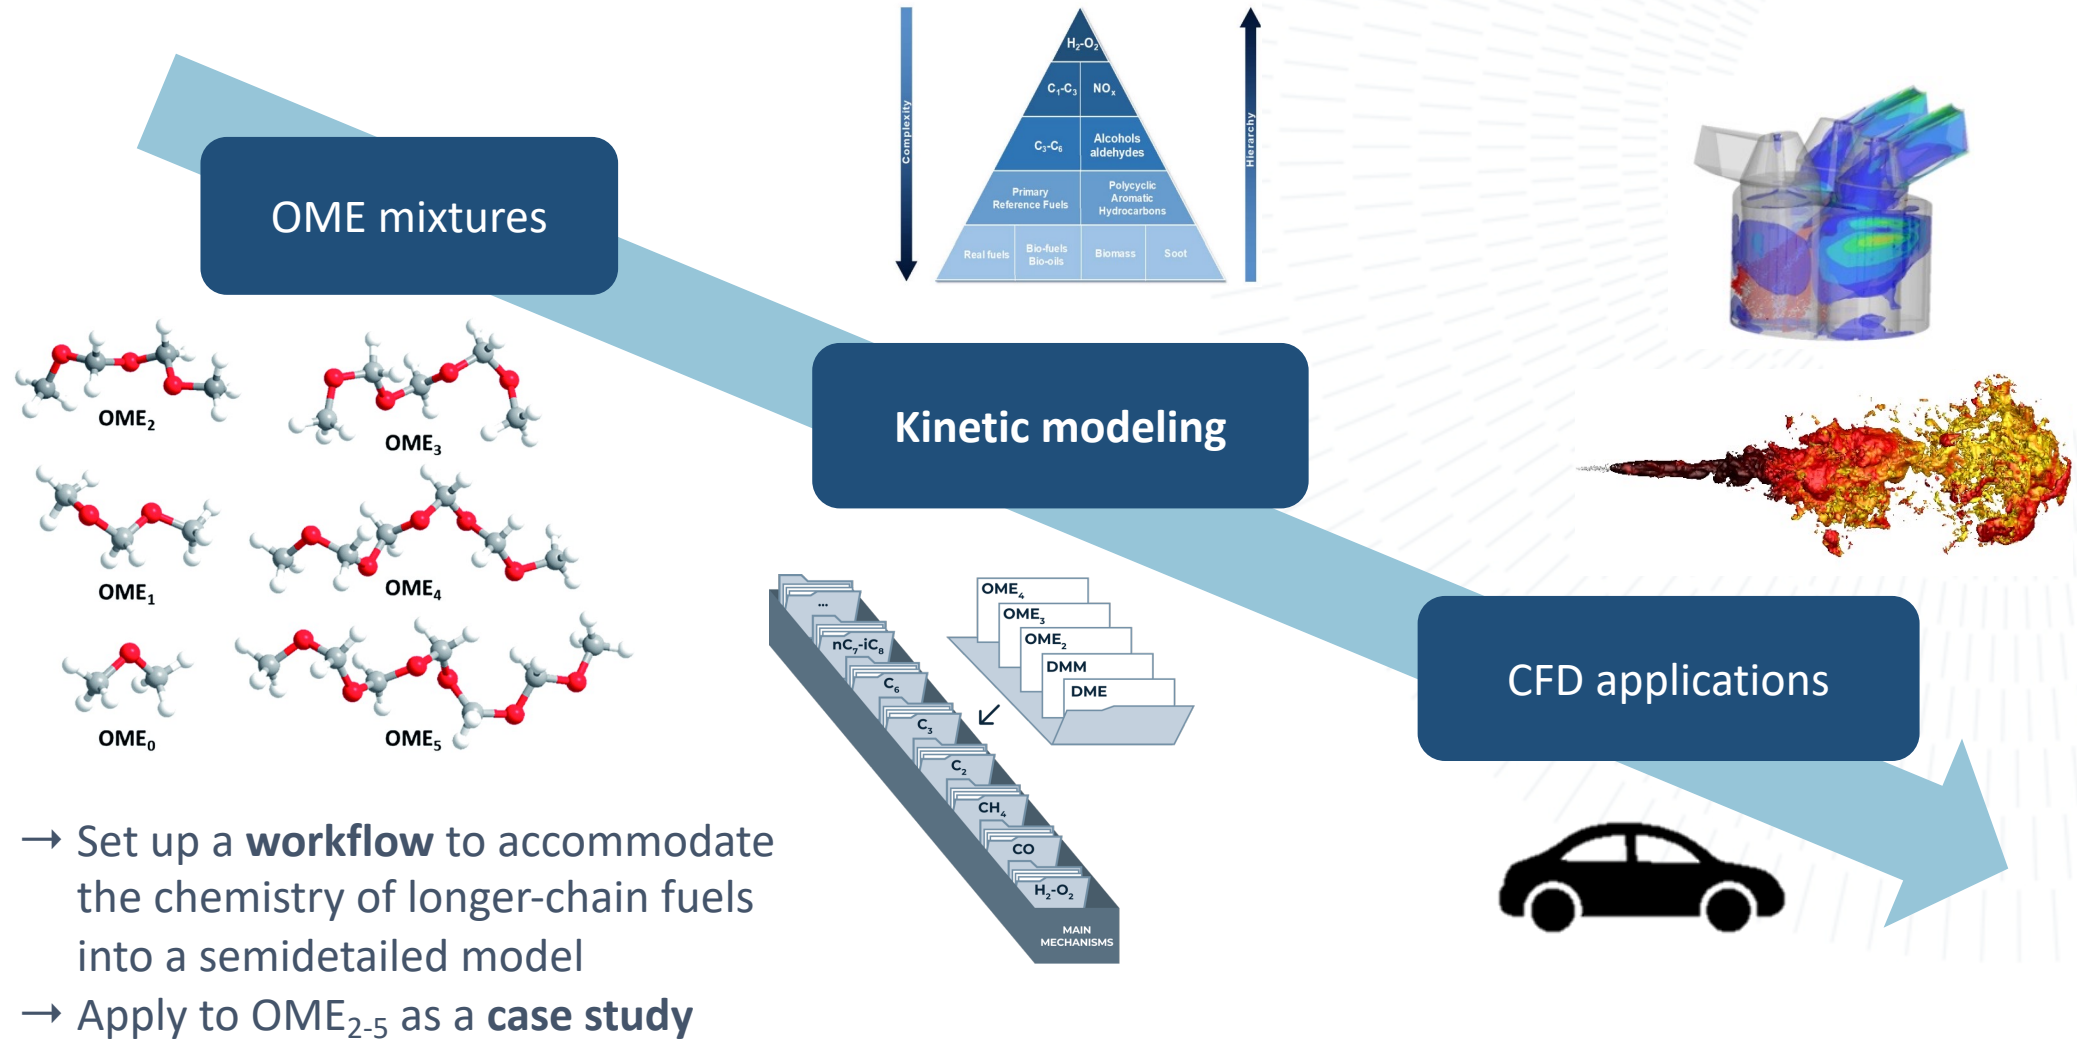 OME mixtures
OME₂
OME₃
OME₁
OME₄
OME₀
OME₅
→ Set up a workflow to accommodate
the chemistry of longer-chain fuels
into a semidetailed model
→ Apply to OME₂₋₅ as a case study
Complexity
H₂-O₂
C₁-C₃
NOₓ
C₃-C₆
Alcohols
aldehydes
Primary
Reference Fuels
Polycyclic
Aromatic
Hydrocarbons
Real fuels
Bio-fuels
Bio-oils
Biomass
Soot
Hierarchy
Kinetic modeling
...
nC₇-iC₈
C₆
C₃
C₂
CH₄
CO
H₂-O₂
MAIN
MECHANISMS
OME₄
OME₃
OME₂
DMM
DME
CFD applications